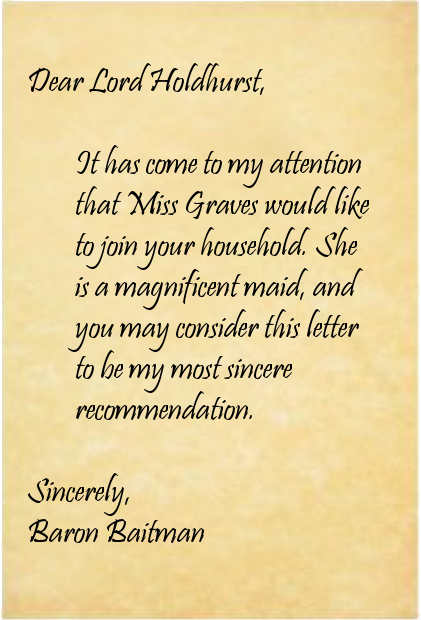 Dear Lord Holdhurst,
It has come to my attention
that Miss Graves would like
to join your household. She
is a magnificent maid, and
you may consider this letter
to be my most sincere
recommendation.
Sincerely,
Baron Baitman